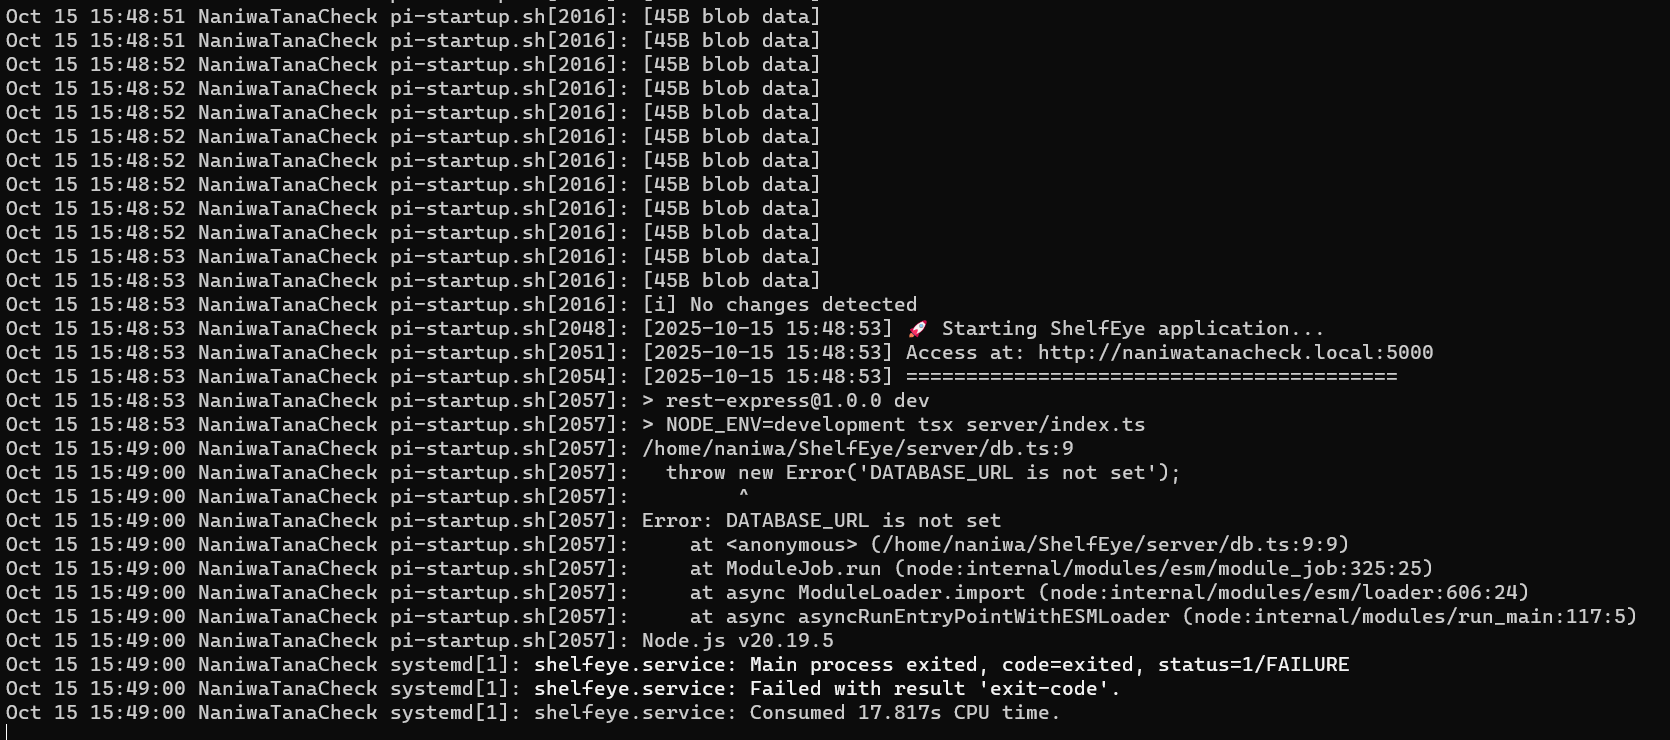 Oct 15 15:48:51 NaniwaTanaCheck pi-startup.sh[2016]: [45B blob data]
Oct 15 15:48:51 NaniwaTanaCheck pi-startup.sh[2016]: [45B blob data]
Oct 15 15:48:52 NaniwaTanaCheck pi-startup.sh[2016]: [45B blob data]
Oct 15 15:48:52 NaniwaTanaCheck pi-startup.sh[2016]: [45B blob data]
Oct 15 15:48:52 NaniwaTanaCheck pi-startup.sh[2016]: [45B blob data]
Oct 15 15:48:52 NaniwaTanaCheck pi-startup.sh[2016]: [45B blob data]
Oct 15 15:48:52 NaniwaTanaCheck pi-startup.sh[2016]: [45B blob data]
Oct 15 15:48:52 NaniwaTanaCheck pi-startup.sh[2016]: [45B blob data]
Oct 15 15:48:52 NaniwaTanaCheck pi-startup.sh[2016]: [45B blob data]
Oct 15 15:48:52 NaniwaTanaCheck pi-startup.sh[2016]: [45B blob data]
Oct 15 15:48:53 NaniwaTanaCheck pi-startup.sh[2016]: [45B blob data]
Oct 15 15:48:53 NaniwaTanaCheck pi-startup.sh[2016]: [45B blob data]
Oct 15 15:48:53 NaniwaTanaCheck pi-startup.sh[2016]: [i] No changes detected
Oct 15 15:48:53 NaniwaTanaCheck pi-startup.sh[2048]: [2025-10-15 15:48:53] 🚀 Starting ShelfEye application...
Oct 15 15:48:53 NaniwaTanaCheck pi-startup.sh[2051]: [2025-10-15 15:48:53] Access at: http://naniwatanacheck.local:5000
Oct 15 15:48:53 NaniwaTanaCheck pi-startup.sh[2054]: [2025-10-15 15:48:53] =========================================
Oct 15 15:48:53 NaniwaTanaCheck pi-startup.sh[2057]: > rest-express@1.0.0 dev
Oct 15 15:48:53 NaniwaTanaCheck pi-startup.sh[2057]: > NODE_ENV=development tsx server/index.ts
Oct 15 15:49:00 NaniwaTanaCheck pi-startup.sh[2057]: /home/naniwa/ShelfEye/server/db.ts:9
Oct 15 15:49:00 NaniwaTanaCheck pi-startup.sh[2057]:   throw new Error('DATABASE_URL is not set');
Oct 15 15:49:00 NaniwaTanaCheck pi-startup.sh[2057]:         ^
Oct 15 15:49:00 NaniwaTanaCheck pi-startup.sh[2057]: Error: DATABASE_URL is not set
Oct 15 15:49:00 NaniwaTanaCheck pi-startup.sh[2057]:     at <anonymous> (/home/naniwa/ShelfEye/server/db.ts:9:9)
Oct 15 15:49:00 NaniwaTanaCheck pi-startup.sh[2057]:     at ModuleJob.run (node:internal/modules/esm/module_job:325:25)
Oct 15 15:49:00 NaniwaTanaCheck pi-startup.sh[2057]:     at async ModuleLoader.import (node:internal/modules/esm/loader:606:24)
Oct 15 15:49:00 NaniwaTanaCheck pi-startup.sh[2057]:     at async asyncRunEntryPointWithESMLoader (node:internal/modules/run_main:117:5)
Oct 15 15:49:00 NaniwaTanaCheck pi-startup.sh[2057]: Node.js v20.19.5
Oct 15 15:49:00 NaniwaTanaCheck systemd[1]: shelfeye.service: Main process exited, code=exited, status=1/FAILURE
Oct 15 15:49:00 NaniwaTanaCheck systemd[1]: shelfeye.service: Failed with result 'exit-code'.
Oct 15 15:49:00 NaniwaTanaCheck systemd[1]: shelfeye.service: Consumed 17.817s CPU time.